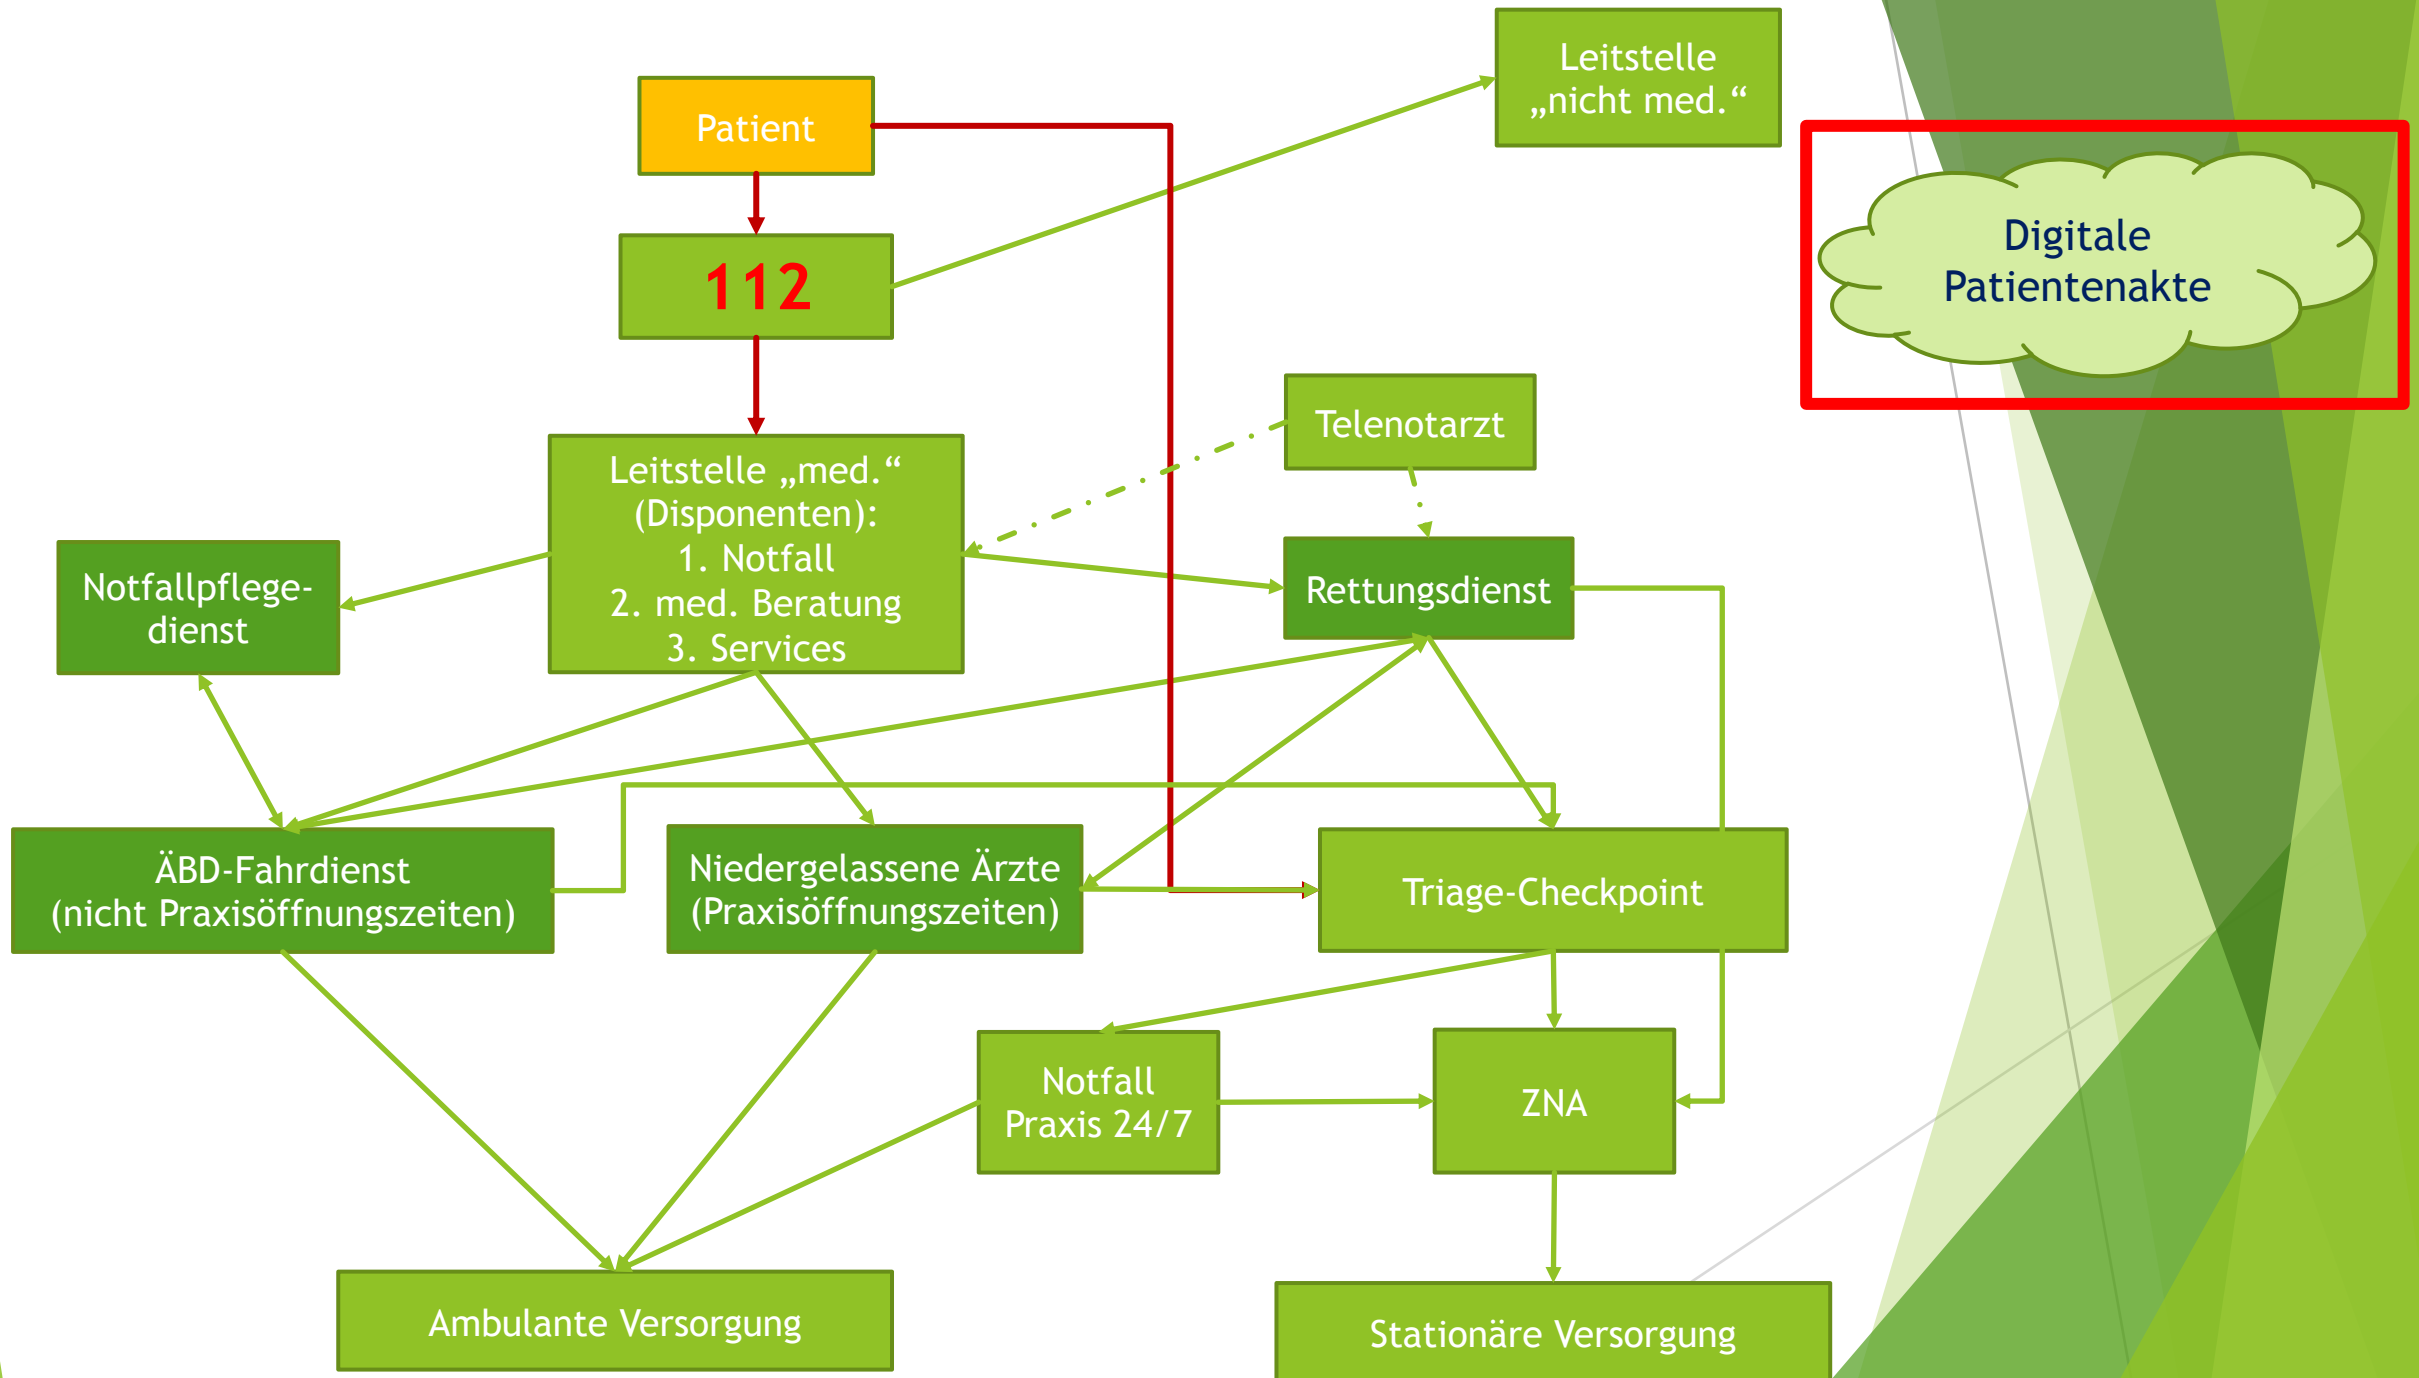 Leitstelle
„nicht med.“
Patient
Digitale
Patientenakte
112
Telenotarzt
Leitstelle „med.“
(Disponenten):
1. Notfall
2. med. Beratung
3. Services
Notfallpflege-
dienst
Rettungsdienst
ÄBD-Fahrdienst
(nicht Praxisöffnungszeiten)
Niedergelassene Ärzte
(Praxisöffnungszeiten)
Triage-Checkpoint
Notfall
Praxis 24/7
ZNA
Ambulante Versorgung
Stationäre Versorgung